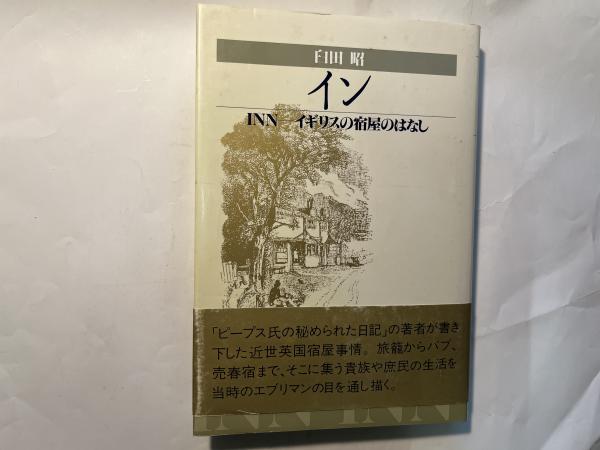 臼田 昭
イン
INN イギリスの宿屋のはなし
「ピープス氏の秘められた日記」の著者が書き
下した近世英国宿屋事情。旅籠からパブ、
売春宿まで、そこに集う貴族や庶民の生活を
当時のエブリマンの目を通し描く。
INN INN